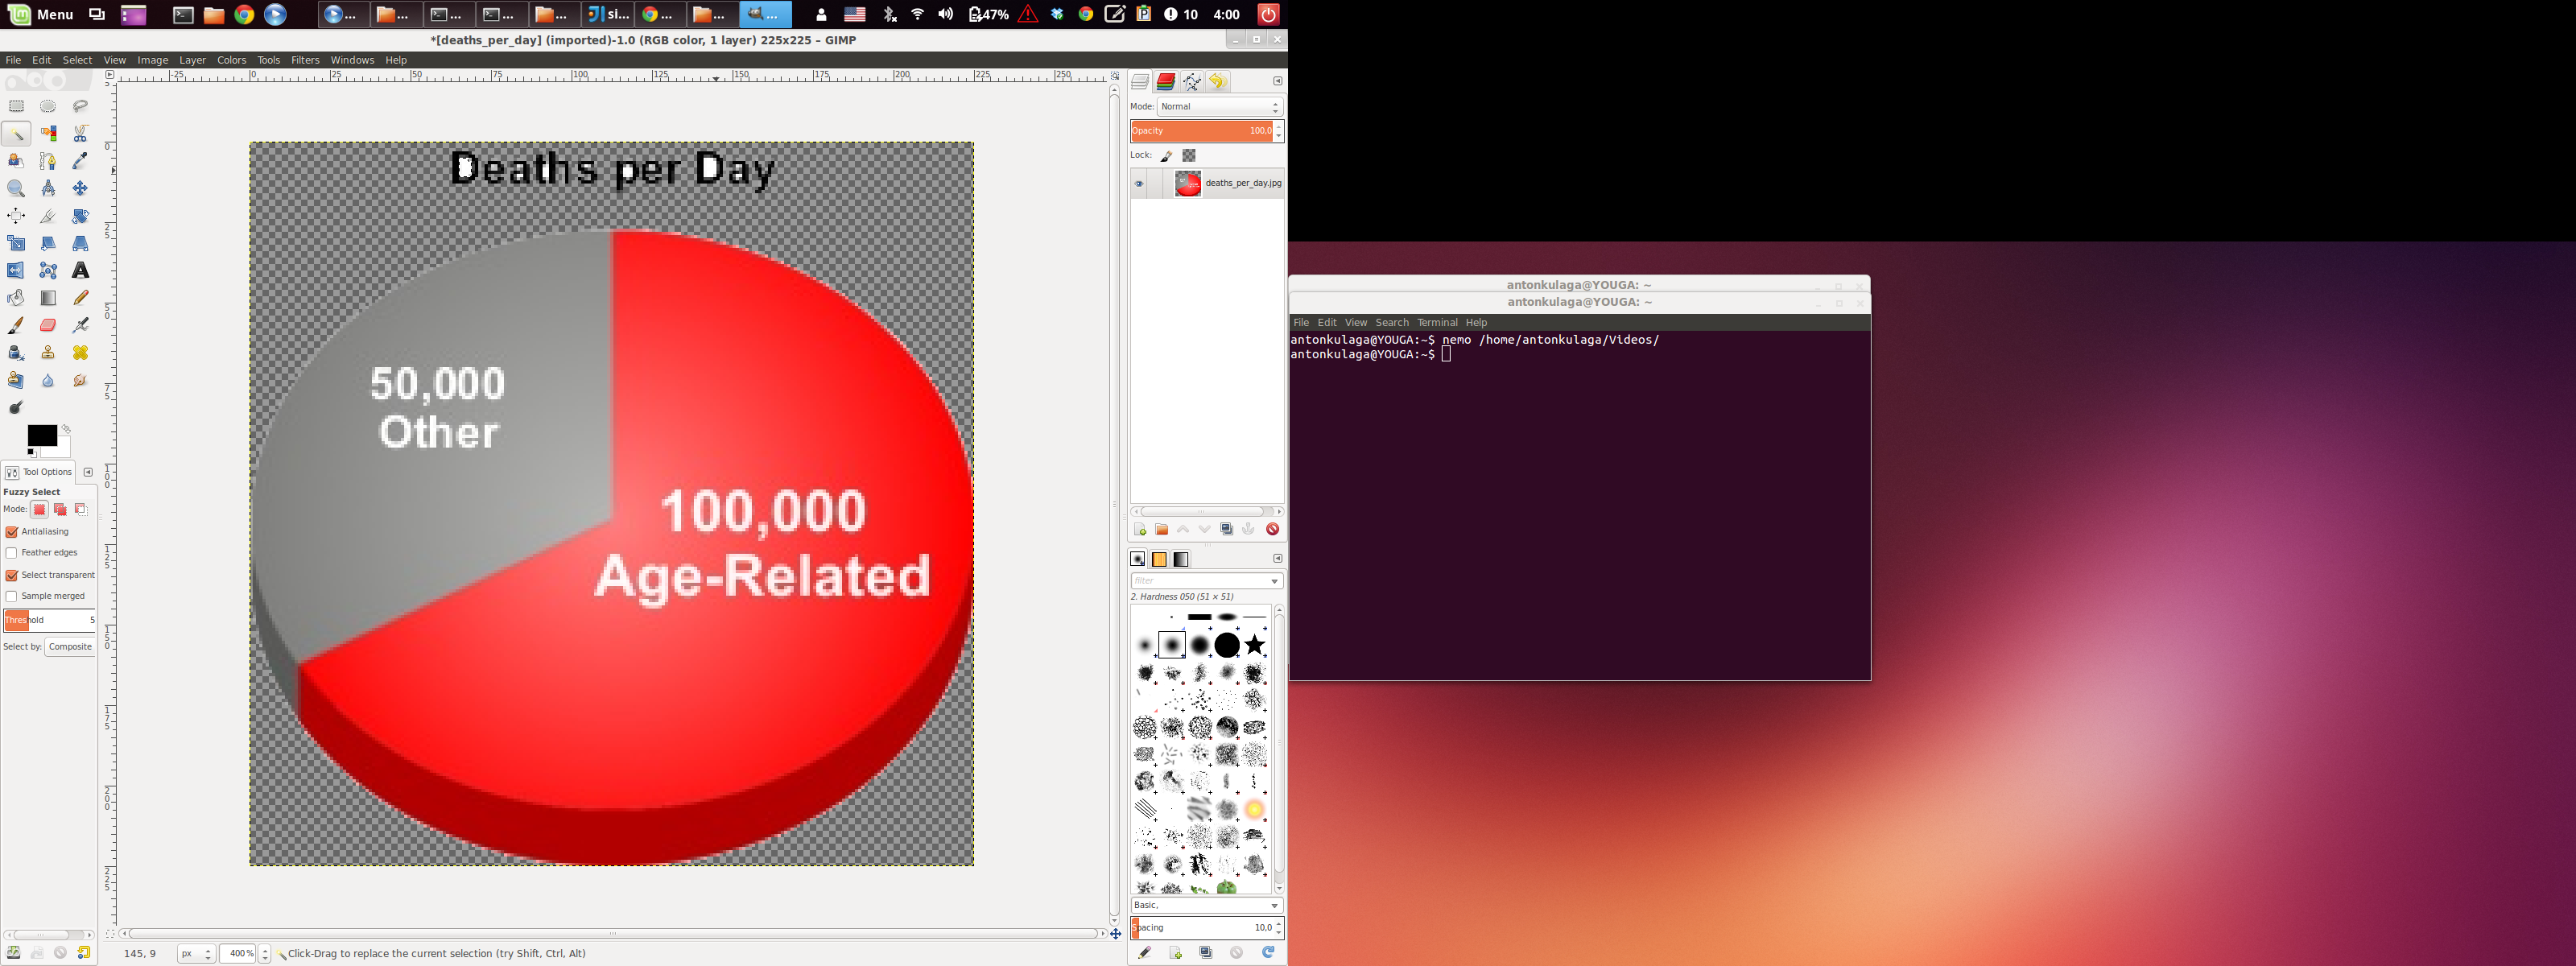 Menu
...
...
...
...
...
si...
...
...
...
47%
10
4:00
*[deaths_per_day] (imported)-1.0 (RGB color, 1 layer) 225x225 – GIMP
File Edit Select View Image Layer Colors Tools Filters Windows Help
-25 0 25 50 75 100 125 150 175 200 225 250
Deaths per Day
50,000
Other
100,000
Age-Related
Tool Options
Fuzzy Select
Mode:
Antialiasing
Feather edges
Select transparent
Sample merged
Threshold 5
Select by: Composite
145, 9 px 400 % Click-Drag to replace the current selection (try Shift, Ctrl, Alt)
Mode: Normal
Opacity 100,0
Lock:
deaths_per_day.jpg
filter
2. Hardness 050 (51 × 51)
Basic,
Spacing 10,0
antonkulaga@YOUGA: ~
antonkulaga@YOUGA: ~
File Edit View Search Terminal Help
antonkulaga@YOUGA:~$ nemo /home/antonkulaga/Videos/
antonkulaga@YOUGA:~$